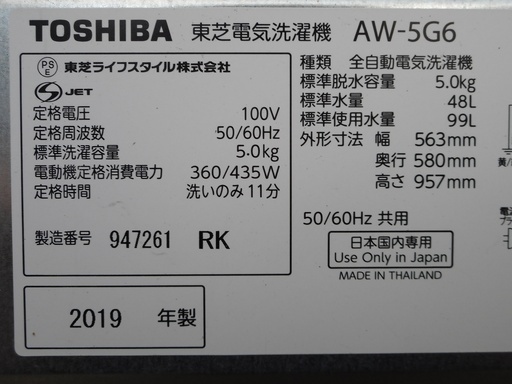 TOSHIBA 東芝電気洗濯機 AW-5G6
PS
E
東芝ライフスタイル株式会社
S JET
定格電圧 100V
定格周波数 50/60Hz
標準洗濯容量 5.0kg
電動機定格消費電力 360/435W
定格時間 洗いのみ11分
製造番号 947261 RK
2019 年製
種類 全自動電気洗濯機
標準脱水容量 5.0kg
標準水量 48L
標準使用水量 99L
外形寸法 幅 563mm
奥行 580mm
高さ 957mm
50/60Hz 共用
日本国内専用
Use Only in Japan
MADE IN THAILAND